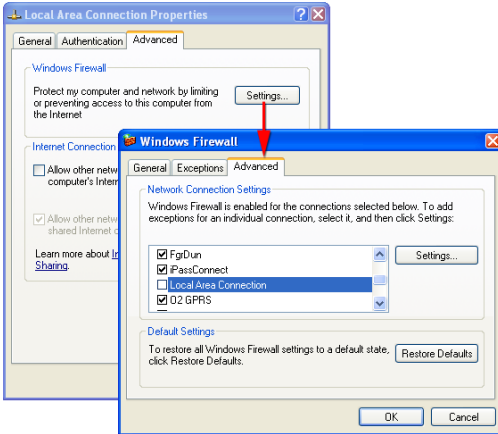 Local Area Connection Properties
General Authentication Advanced
Windows Firewall
Protect my computer and network by limiting
or preventing access to this computer from
the Internet
Settings...
Internet Connection
Allow other netw
computer's Intern
Allow other netw
shared Internet c
Learn more about In
Sharing.
Windows Firewall
General Exceptions Advanced
Network Connection Settings
Windows Firewall is enabled for the connections selected below. To add
exceptions for an individual connection, select it, and then click Settings:
FgrDun
iPassConnect
Local Area Connection
O2 GPRS
Settings...
Default Settings
To restore all Windows Firewall settings to a default state,
click Restore Defaults.
Restore Defaults
OK Cancel